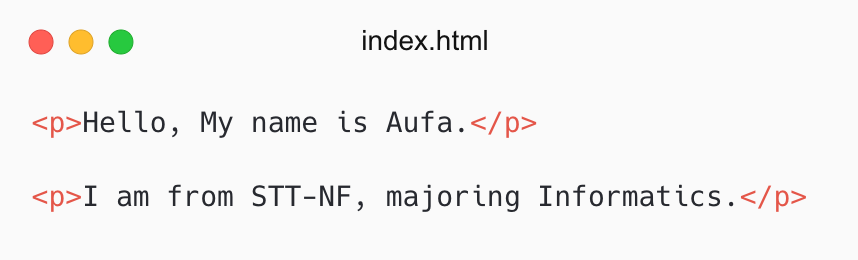 index.html
<p>Hello, My name is Aufa.</p>
<p>I am from STT-NF, majoring Informatics.</p>